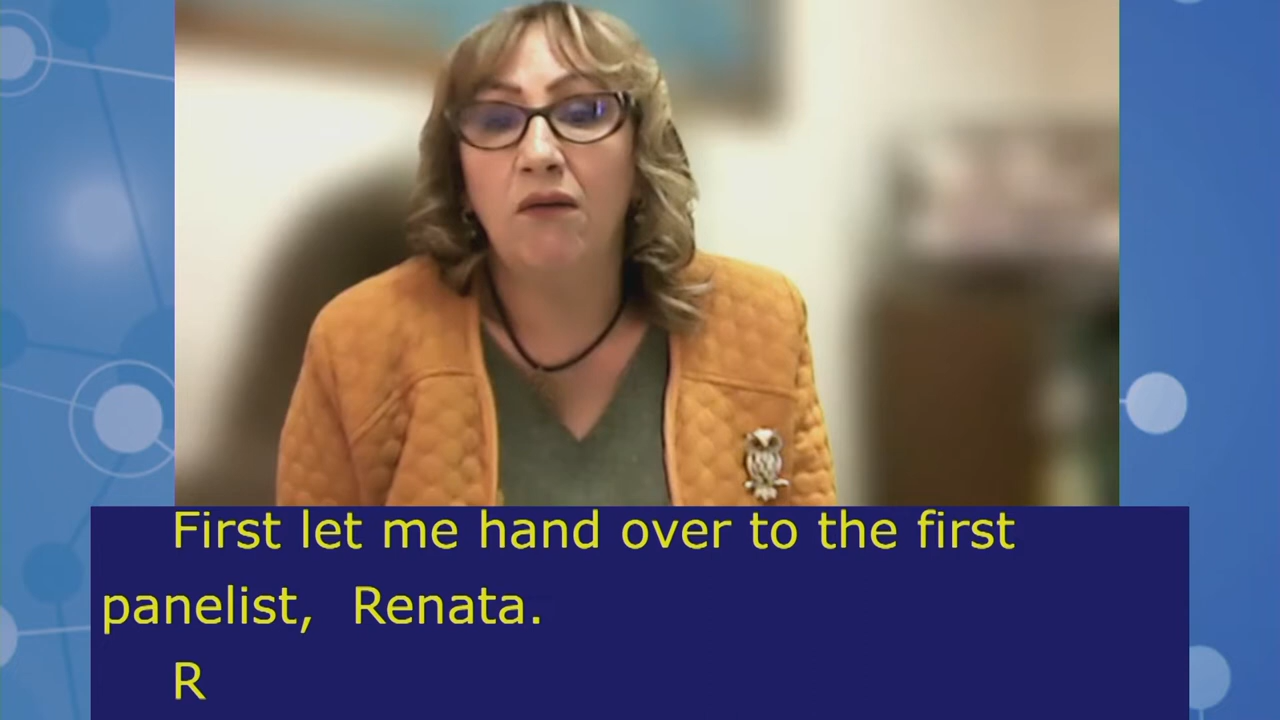 First let me hand over to the first
panelist, Renata.
R